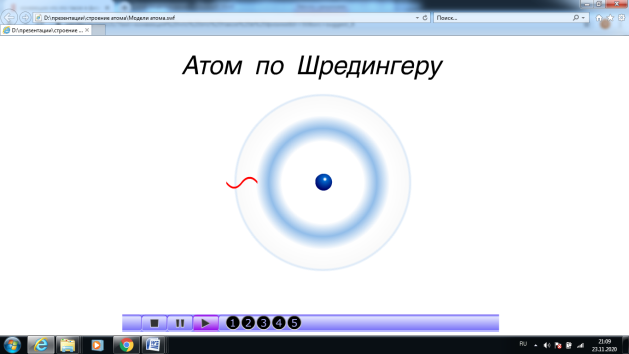 D:\презентации\строение атома\Модели атома.swf
Поиск...
D:\презентации\строение ...
Атом по Шредингеру
1 2 3 4 5
RU
21:09
23.11.2020